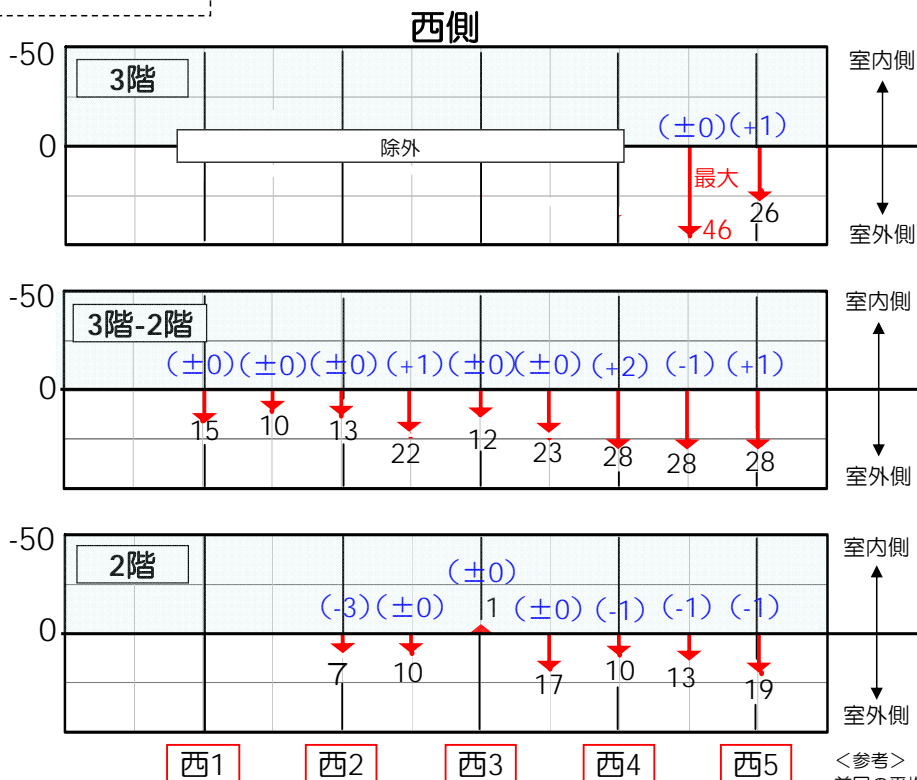 西側
-50
3階
室内側
(±0)(+1)
0
除外
最大
46
26
室外側
-50
3階-2階
室内側
(±0)(±0)(±0)(+1)(±0)(±0)(+2)(-1)(+1)
0
15 10 13 22 12 23 28 28 28
室外側
-50
2階
室内側
(±0)
(-3)(±0) 1 (±0)(-1)(-1)(-1)
0
7 10 17 10 13 19
室外側
西1 西2 西3 西4 西5
<参考>